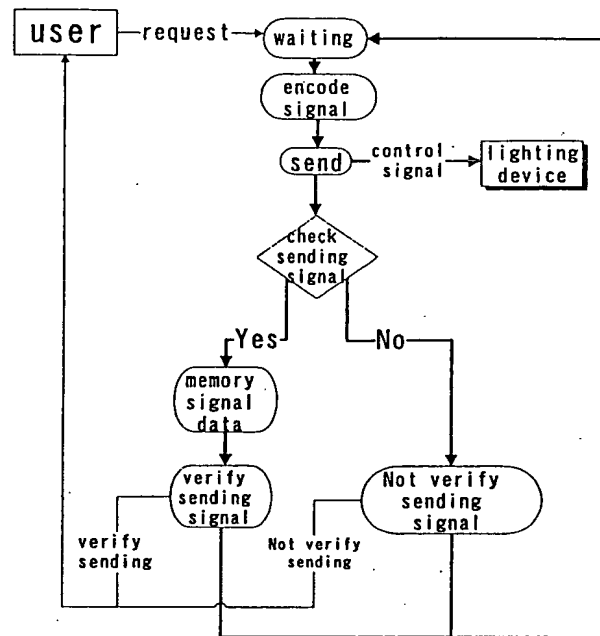 user
request
waiting
encode
signal
send
control
signal
lighting
device
check
sending
signal
Yes
No
memory
signal
data
verify
sending
signal
Not verify
sending
signal
verify
sending
Not verify
sending